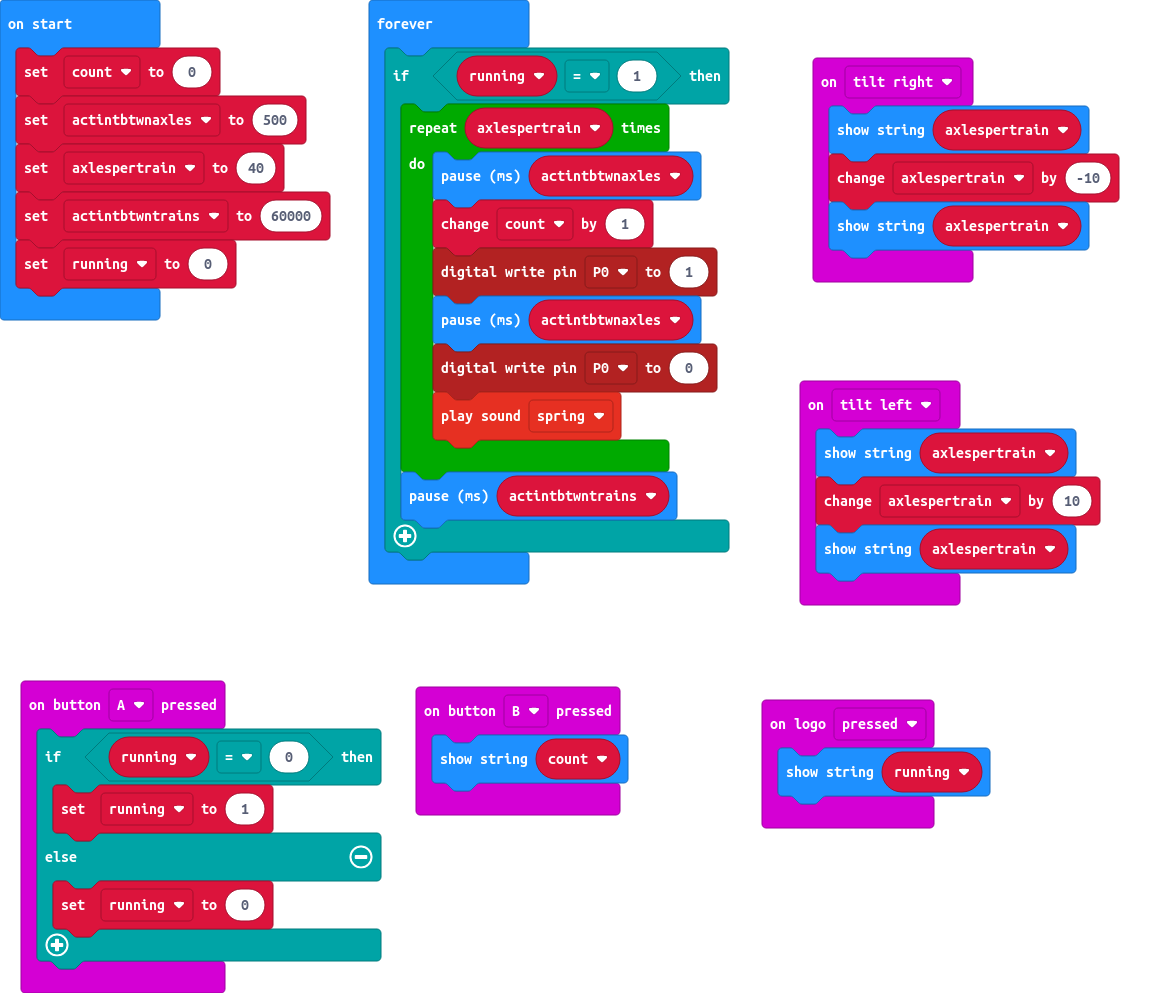 on start
set count to 0
set actintbtwnaxles to 500
set axlespertrain to 40
set actintbtwntrains to 60000
set running to 0
forever
if running = 1 then
repeat axlespertrain times
do
pause (ms) actintbtwnaxles
change count by 1
digital write pin P0 to 1
pause (ms) actintbtwnaxles
digital write pin P0 to 0
play sound spring
pause (ms) actintbtwntrains
on tilt right
show string axlespertrain
change axlespertrain by -10
show string axlespertrain
on tilt left
show string axlespertrain
change axlespertrain by 10
show string axlespertrain
on button A pressed
if running = 0 then
set running to 1
else
set running to 0
on button B pressed
show string count
on logo pressed
show string running